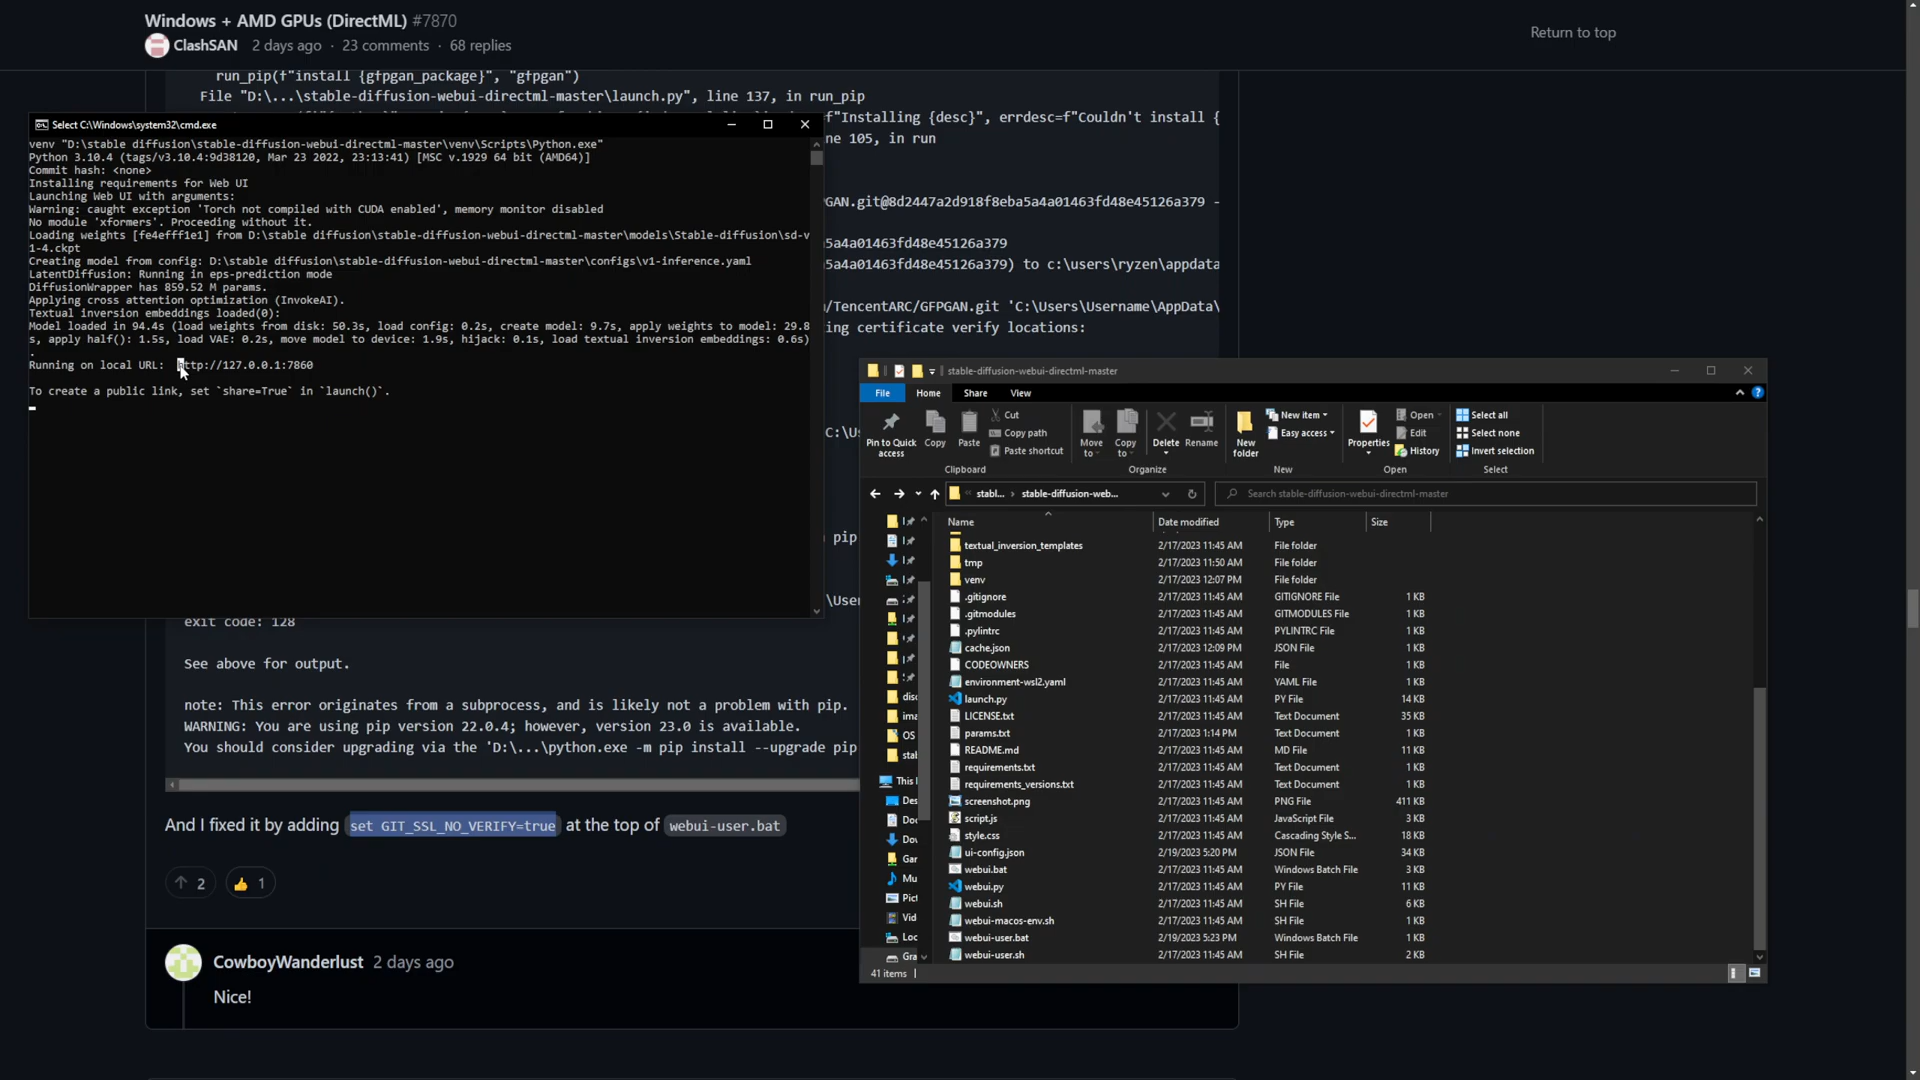 Windows + AMD GPUs (DirectML) #7870
ClashSAN 2 days ago · 23 comments · 68 replies
Return to top
run_pip(f"install {gfpgan_package}", "gfpgan")
File "D:\...\stable-diffusion-webui-directml-master\launch.py", line 137, in run_pip
=f"Installing {desc}", errdesc=f"Couldn't install {
ne 105, in run
PGAN.git@8d2447a2d918f8eba5a4a01463fd48e45126a379 -
5a4a01463fd48e45126a379
5a4a01463fd48e45126a379) to c:\users\ryzen\appdata
/TencentARC/GFPGAN.git 'C:\Users\Username\AppData\
ting certificate verify locations:
Select C:\Windows\system32\cmd.exe
venv "D:\stable diffusion\stable-diffusion-webui-directml-master\venv\Scripts\Python.exe"
Python 3.10.4 (tags/v3.10.4:9d38120, Mar 23 2022, 23:13:41) [MSC v.1929 64 bit (AMD64)]
Commit hash: <none>
Installing requirements for Web UI
Launching Web UI with arguments:
Warning: caught exception 'Torch not compiled with CUDA enabled', memory monitor disabled
No module 'xformers'. Proceeding without it.
Loading weights [fe4efff1e1] from D:\stable diffusion\stable-diffusion-webui-directml-master\models\Stable-diffusion\sd-v
1-4.ckpt
Creating model from config: D:\stable diffusion\stable-diffusion-webui-directml-master\configs\v1-inference.yaml
LatentDiffusion: Running in eps-prediction mode
DiffusionWrapper has 859.52 M params.
Applying cross attention optimization (InvokeAI).
Textual inversion embeddings loaded(0):
Model loaded in 94.4s (load weights from disk: 50.3s, load config: 0.2s, create model: 9.7s, apply weights to model: 29.8
s, apply half(): 1.5s, load VAE: 0.2s, move model to device: 1.9s, hijack: 0.1s, load textual inversion embeddings: 0.6s)
.
Running on local URL: http://127.0.0.1:7860
To create a public link, set `share=True` in `launch()`.
C:\Us
pip
\User
exit code: 128
See above for output.
note: This error originates from a subprocess, and is likely not a problem with pip.
WARNING: You are using pip version 22.0.4; however, version 23.0 is available.
You should consider upgrading via the 'D:\...\python.exe -m pip install --upgrade pip
And I fixed it by adding set GIT_SSL_NO_VERIFY=true at the top of webui-user.bat
2
1
CowboyWanderlust 2 days ago
Nice!
stable-diffusion-webui-directml-master
File Home Share View
Pin to Quick access
Copy
Paste
Cut
Copy path
Paste shortcut
Move to
Copy to
Delete
Rename
New folder
New item
Easy access
Properties
Open
Edit
History
Select all
Select none
Invert selection
Clipboard Organize New Open Select
stabl... › stable-diffusion-web...
Search stable-diffusion-webui-directml-master
Name Date modified Type Size
textual_inversion_templates 2/17/2023 11:45 AM File folder
tmp 2/17/2023 11:50 AM File folder
venv 2/17/2023 12:07 PM File folder
.gitignore 2/17/2023 11:45 AM GITIGNORE File 1 KB
.gitmodules 2/17/2023 11:45 AM GITMODULES File 1 KB
.pylintrc 2/17/2023 11:45 AM PYLINTRC File 1 KB
cache.json 2/17/2023 12:09 PM JSON File 1 KB
CODEOWNERS 2/17/2023 11:45 AM File 1 KB
environment-wsl2.yaml 2/17/2023 11:45 AM YAML File 1 KB
launch.py 2/17/2023 11:45 AM PY File 14 KB
LICENSE.txt 2/17/2023 11:45 AM Text Document 35 KB
params.txt 2/17/2023 1:14 PM Text Document 1 KB
README.md 2/17/2023 11:45 AM MD File 11 KB
requirements.txt 2/17/2023 11:45 AM Text Document 1 KB
requirements_versions.txt 2/17/2023 11:45 AM Text Document 1 KB
screenshot.png 2/17/2023 11:45 AM PNG File 411 KB
script.js 2/17/2023 11:45 AM JavaScript File 3 KB
style.css 2/17/2023 11:45 AM Cascading Style S... 18 KB
ui-config.json 2/19/2023 5:20 PM JSON File 34 KB
webui.bat 2/17/2023 11:45 AM Windows Batch File 3 KB
webui.py 2/17/2023 11:45 AM PY File 11 KB
webui.sh 2/17/2023 11:45 AM SH File 6 KB
webui-macos-env.sh 2/17/2023 11:45 AM SH File 1 KB
webui-user.bat 2/19/2023 5:23 PM Windows Batch File 1 KB
webui-user.sh 2/17/2023 11:45 AM SH File 2 KB
disc
ima
OS
stab
This
Des
Doc
Dov
Gar
Mu
Pict
Vid
Loc
Gra
41 items